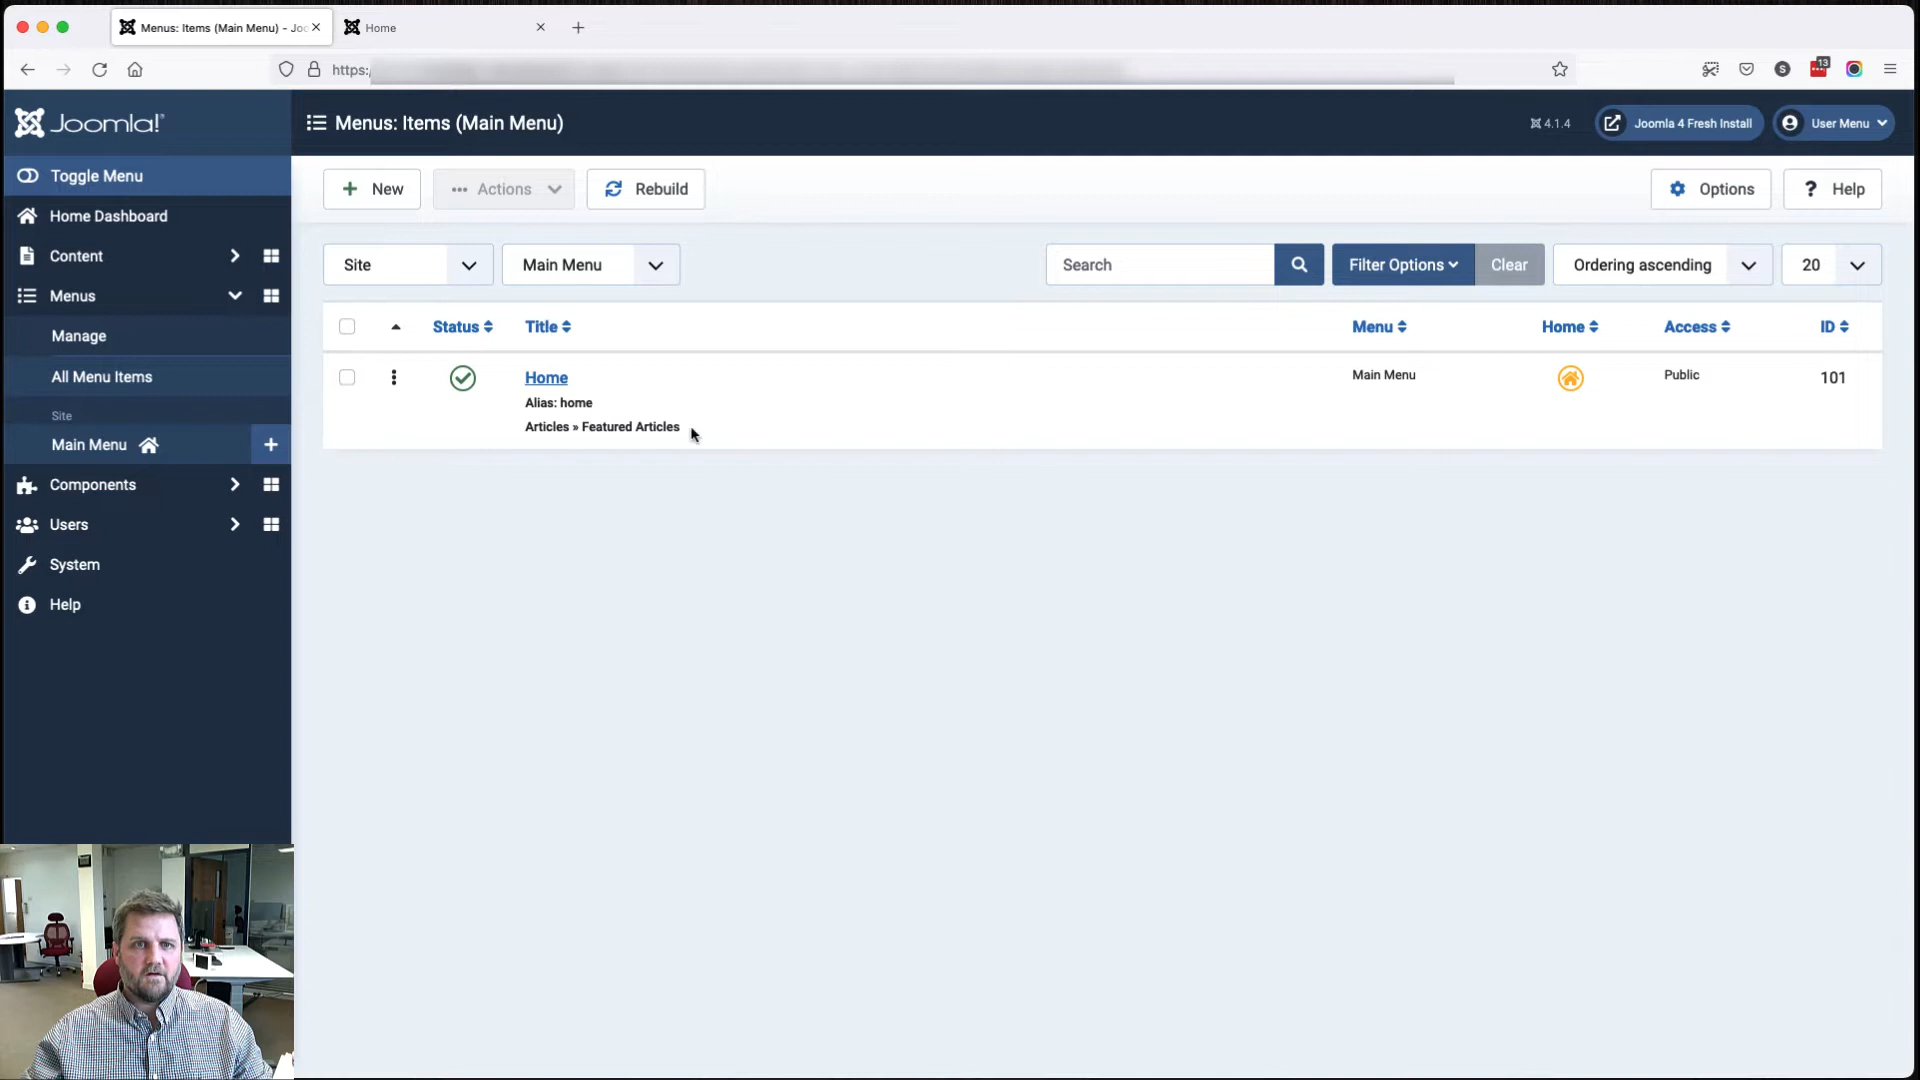 Menus: Items (Main Menu) - Joc
Home
https:
S
13
Joomla!
Menus: Items (Main Menu)
4.1.4
Joomla 4 Fresh Install
User Menu
Toggle Menu
Home Dashboard
Content
Menus
Manage
All Menu Items
Site
Main Menu
Components
Users
System
Help
New
Actions
Rebuild
Options
? Help
Site
Main Menu
Search
Filter Options
Clear
Ordering ascending
20
Status
Title
Menu
Home
Access
ID
Home
Main Menu
Public
101
Alias: home
Articles » Featured Articles